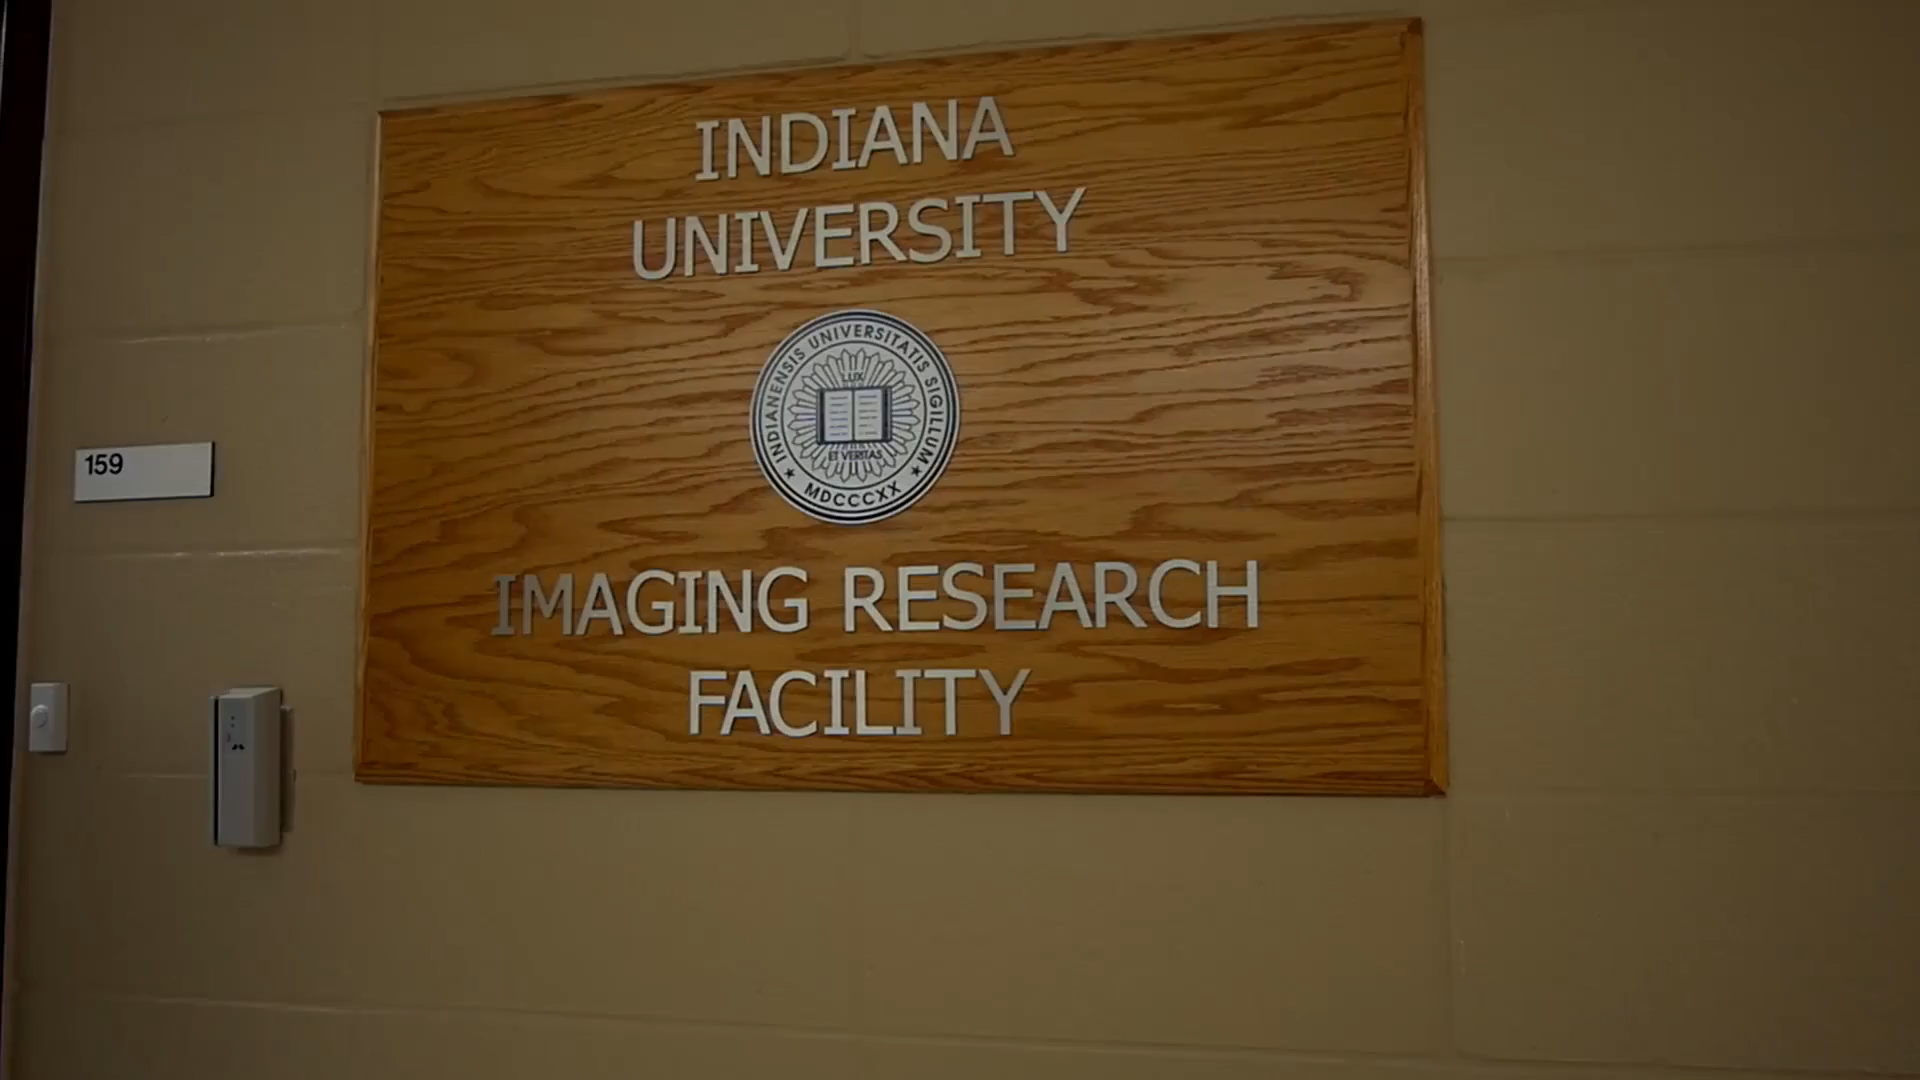 INDIANA
UNIVERSITY
INDIANENSIS UNIVERSITATIS SIGILLUM
LUX
ET VERITAS
MDCCCXX
159
IMAGING RESEARCH
FACILITY